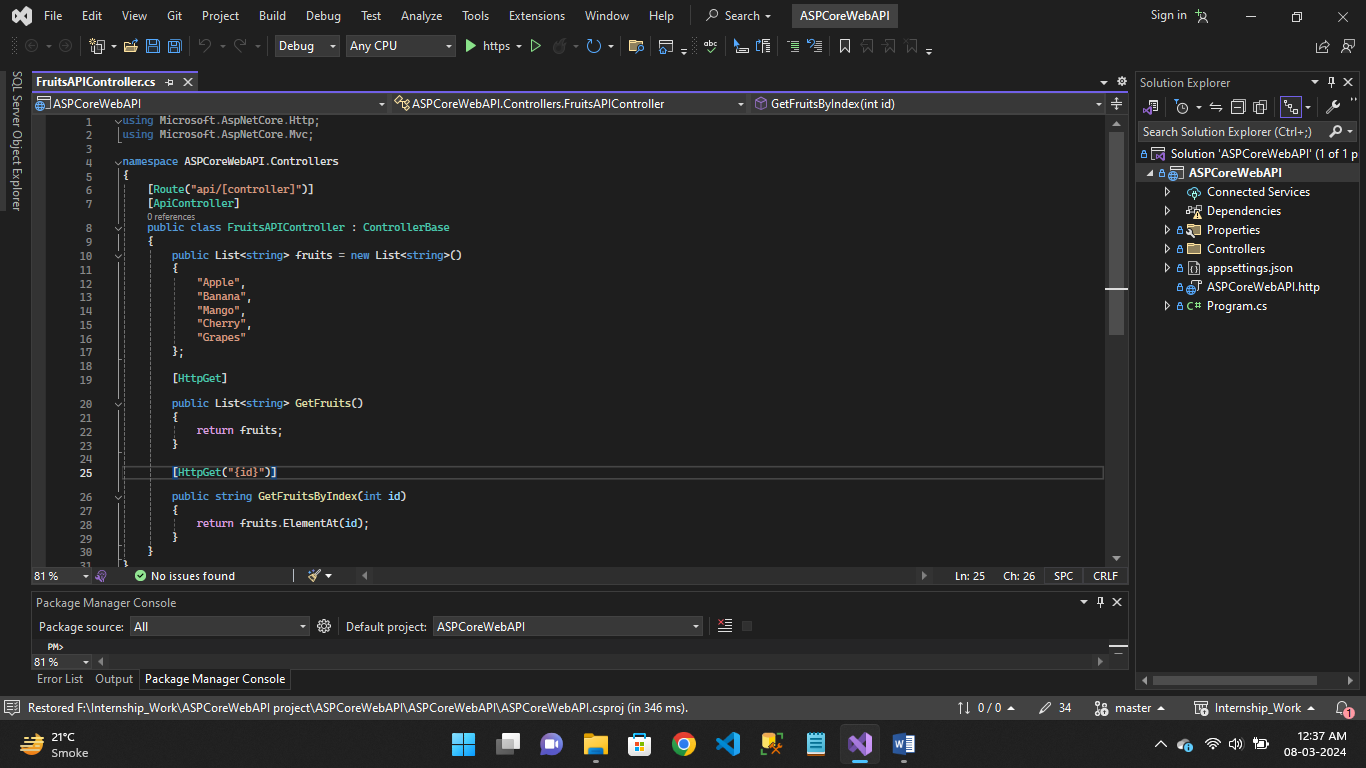 File Edit View Git Project Build Debug Test Analyze Tools Extensions Window Help Search ASPCoreWebAPI Sign in
Debug Any CPU https
SQL Server Object Explorer
FruitsAPIController.cs
ASPCoreWebAPI ASPCoreWebAPI.Controllers.FruitsAPIController GetFruitsByIndex(int id)
1 using Microsoft.AspNetCore.Http;
2 using Microsoft.AspNetCore.Mvc;
3
4 namespace ASPCoreWebAPI.Controllers
5 {
6 [Route("api/[controller]")]
7 [ApiController]
0 references
8 public class FruitsAPIController : ControllerBase
9 {
10 public List<string> fruits = new List<string>()
11 {
12 "Apple",
13 "Banana",
14 "Mango",
15 "Cherry",
16 "Grapes"
17 };
18
19 [HttpGet]
20 public List<string> GetFruits()
21 {
22 return fruits;
23 }
24
25 [HttpGet("{id}")]
26 public string GetFruitsByIndex(int id)
27 {
28 return fruits.ElementAt(id);
29 }
30 }
31 }
81 % No issues found Ln: 25 Ch: 26 SPC CRLF
Package Manager Console
Package source: All Default project: ASPCoreWebAPI
PM>
81 %
Error List Output Package Manager Console
Solution Explorer
Search Solution Explorer (Ctrl+;)
Solution 'ASPCoreWebAPI' (1 of 1 p
ASPCoreWebAPI
Connected Services
Dependencies
Properties
Controllers
appsettings.json
ASPCoreWebAPI.http
C# Program.cs
Restored F:\Internship_Work\ASPCoreWebAPI project\ASPCoreWebAPI\ASPCoreWebAPI\ASPCoreWebAPI.csproj (in 346 ms). 0 / 0 34 master Internship_Work 1
21°C
Smoke
12:37 AM
08-03-2024